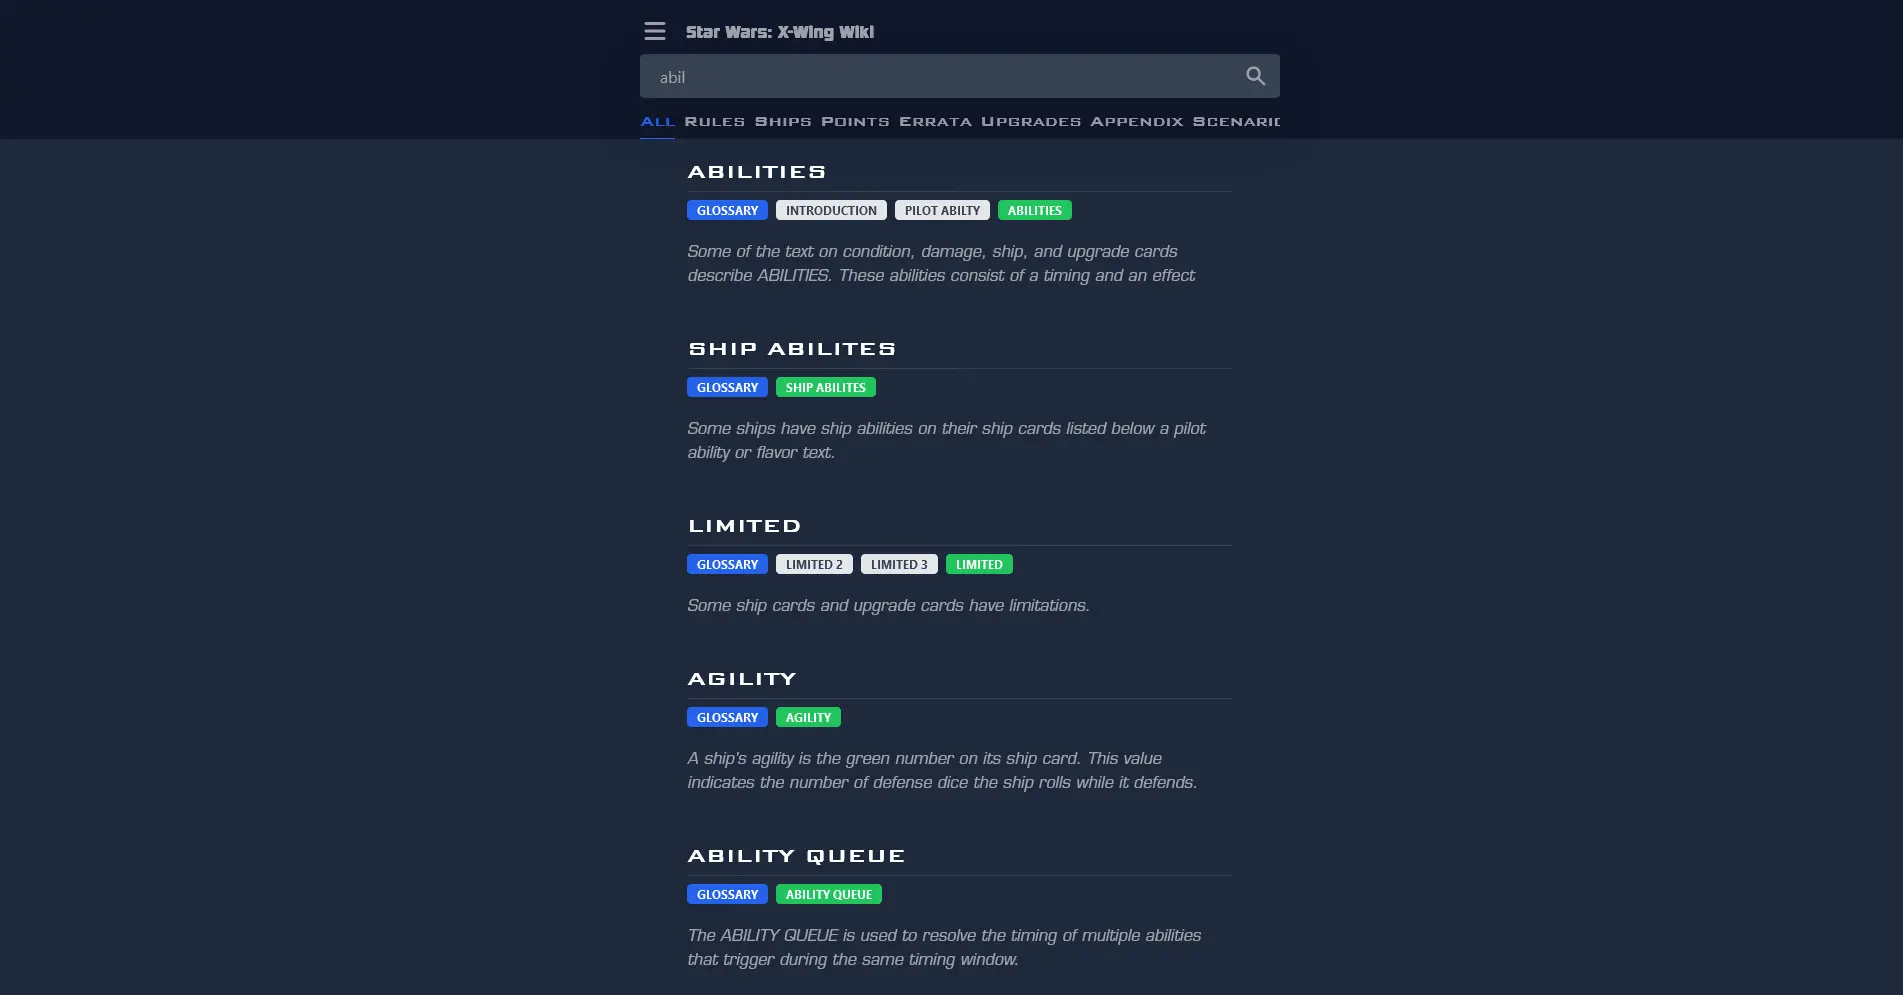 Star Wars: X-Wing Wiki
abil
ALL RULES SHIPS POINTS ERRATA UPGRADES APPENDIX
ABILITIES
GLOSSARY INTRODUCTION PILOT ABILTY ABILITIES
Some of the text on condition, damage, ship, and upgrade cards
describe ABILITIES. These abilities consist of a timing and an effect
SHIP ABILITES
GLOSSARY SHIP ABILITES
Some ships have ship abilities on their ship cards listed below a pilot
ability or flavor text.
LIMITED
GLOSSARY LIMITED 2 LIMITED 3 LIMITED
Some ship cards and upgrade cards have limitations.
AGILITY
GLOSSARY AGILITY
A ship's agility is the green number on its ship card. This value
indicates the number of defense dice the ship rolls while it defends.
ABILITY QUEUE
GLOSSARY ABILITY QUEUE
The ABILITY QUEUE is used to resolve the timing of multiple abilities
that trigger during the same timing window.